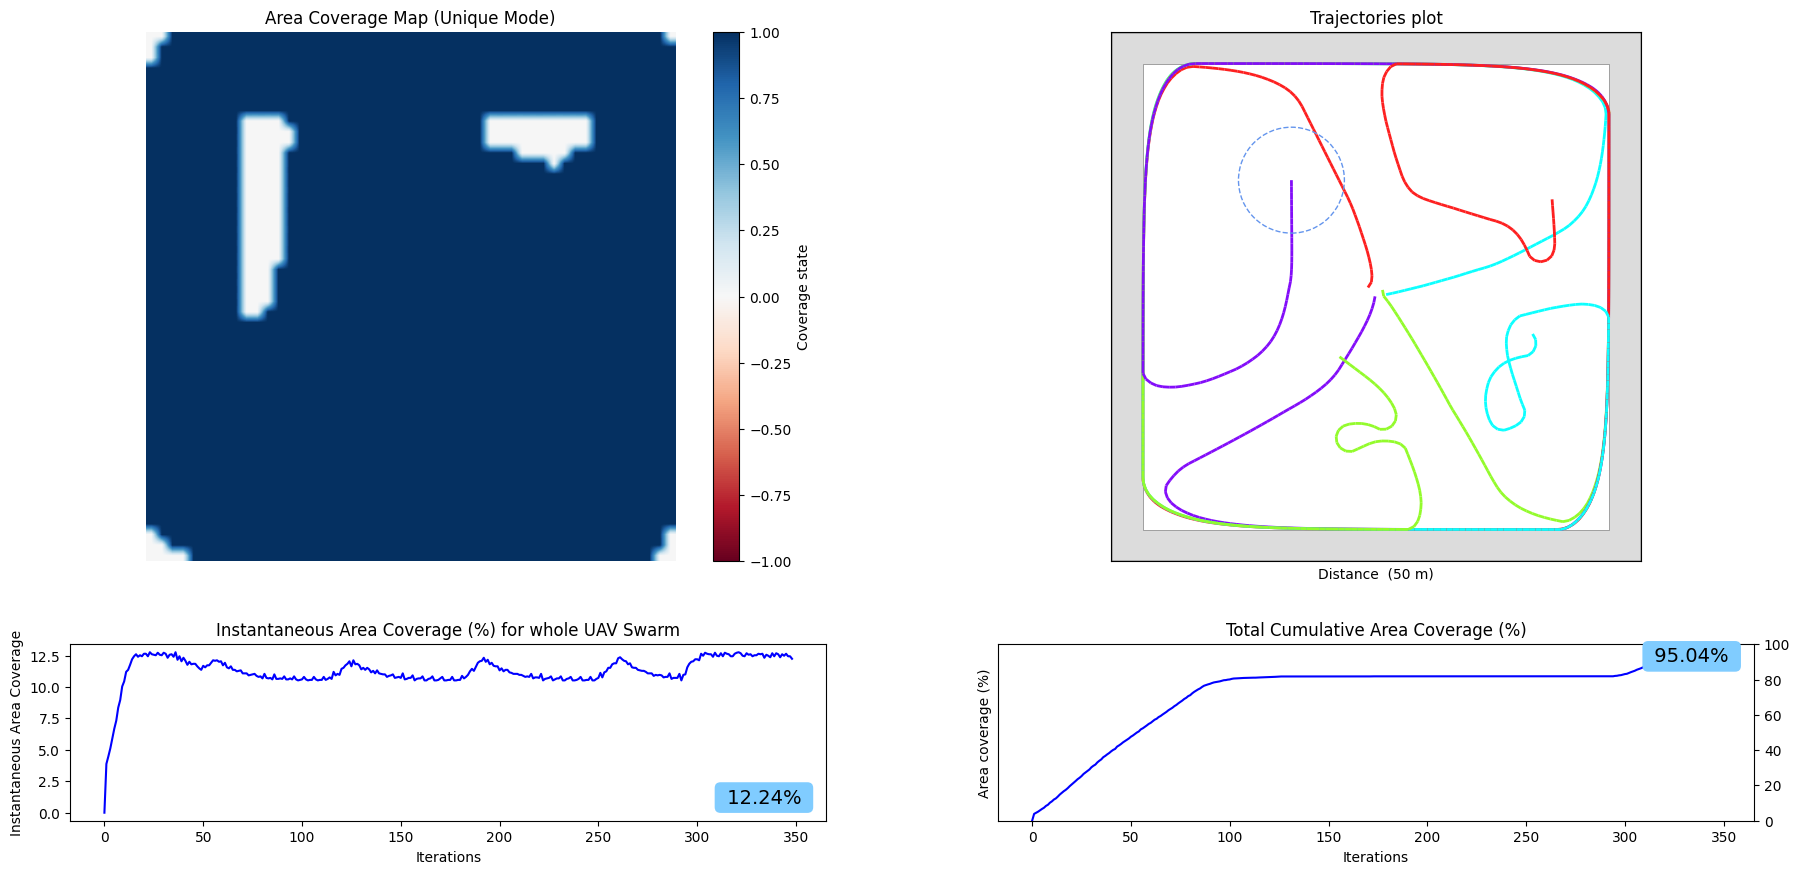 Area Coverage Map (Unique Mode)
1.00
0.75
0.50
0.25
0.00
−0.25
−0.50
−0.75
−1.00
Coverage state
Trajectories plot
Distance  (50 m)
Instantaneous Area Coverage (%) for whole UAV Swarm
Instantaneous Area Coverage
12.5
10.0
7.5
5.0
2.5
0.0
12.24%
0 50 100 150 200 250 300 350
Iterations
Total Cumulative Area Coverage (%)
Area coverage (%)
95.04%
100
80
60
40
20
0
0 50 100 150 200 250 300 350
Iterations